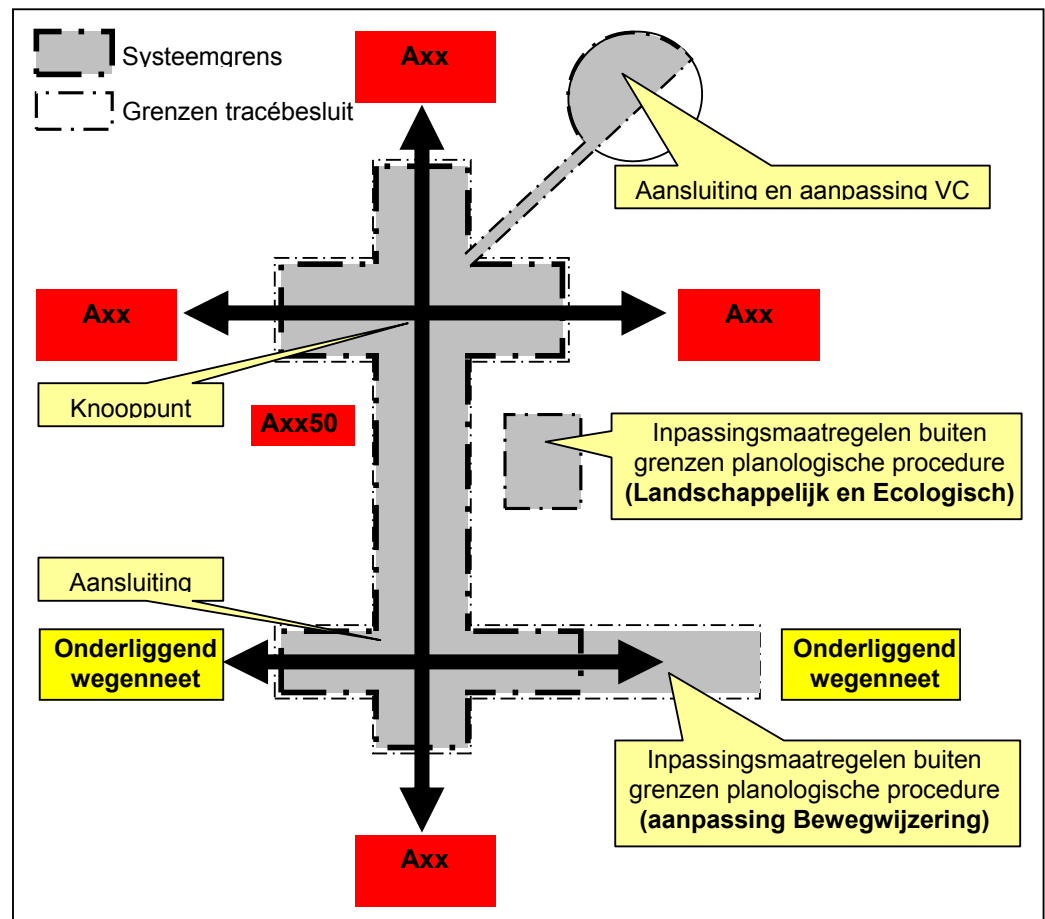 Systeemgrens
Grenzen tracébesluit
Axx
Aansluiting en aanpassing VC
Axx
Axx
Knooppunt
Axx50
Inpassingsmaatregelen buiten
grenzen planologische procedure
(Landschappelijk en Ecologisch)
Aansluiting
Onderliggend
wegenneet
Onderliggend
wegenneet
Inpassingsmaatregelen buiten
grenzen planologische procedure
(aanpassing Bewegwijzering)
Axx